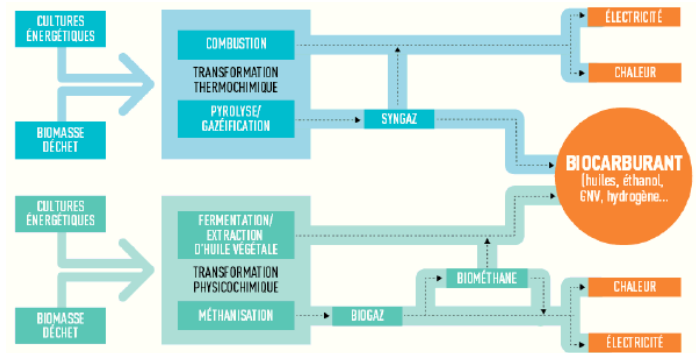 CULTURES
ÉNERGÉTIQUES
BIOMASSE
DÉCHET
COMBUSTION
TRANSFORMATION
THERMOCHIMIQUE
PYROLYSE/
GAZÉIFICATION
SYNGAZ
ÉLECTRICITÉ
CHALEUR
BIOCARBURANT
(huiles, éthanol,
GNV, hydrogène...
CULTURES
ÉNERGÉTIQUES
BIOMASSE
DÉCHET
FERMENTATION/
EXTRACTION
D'HUILE VÉGÉTALE
TRANSFORMATION
PHYSICOCHIMIQUE
MÉTHANISATION
BIOGAZ
BIOMÉTHANE
CHALEUR
ÉLECTRICITÉ